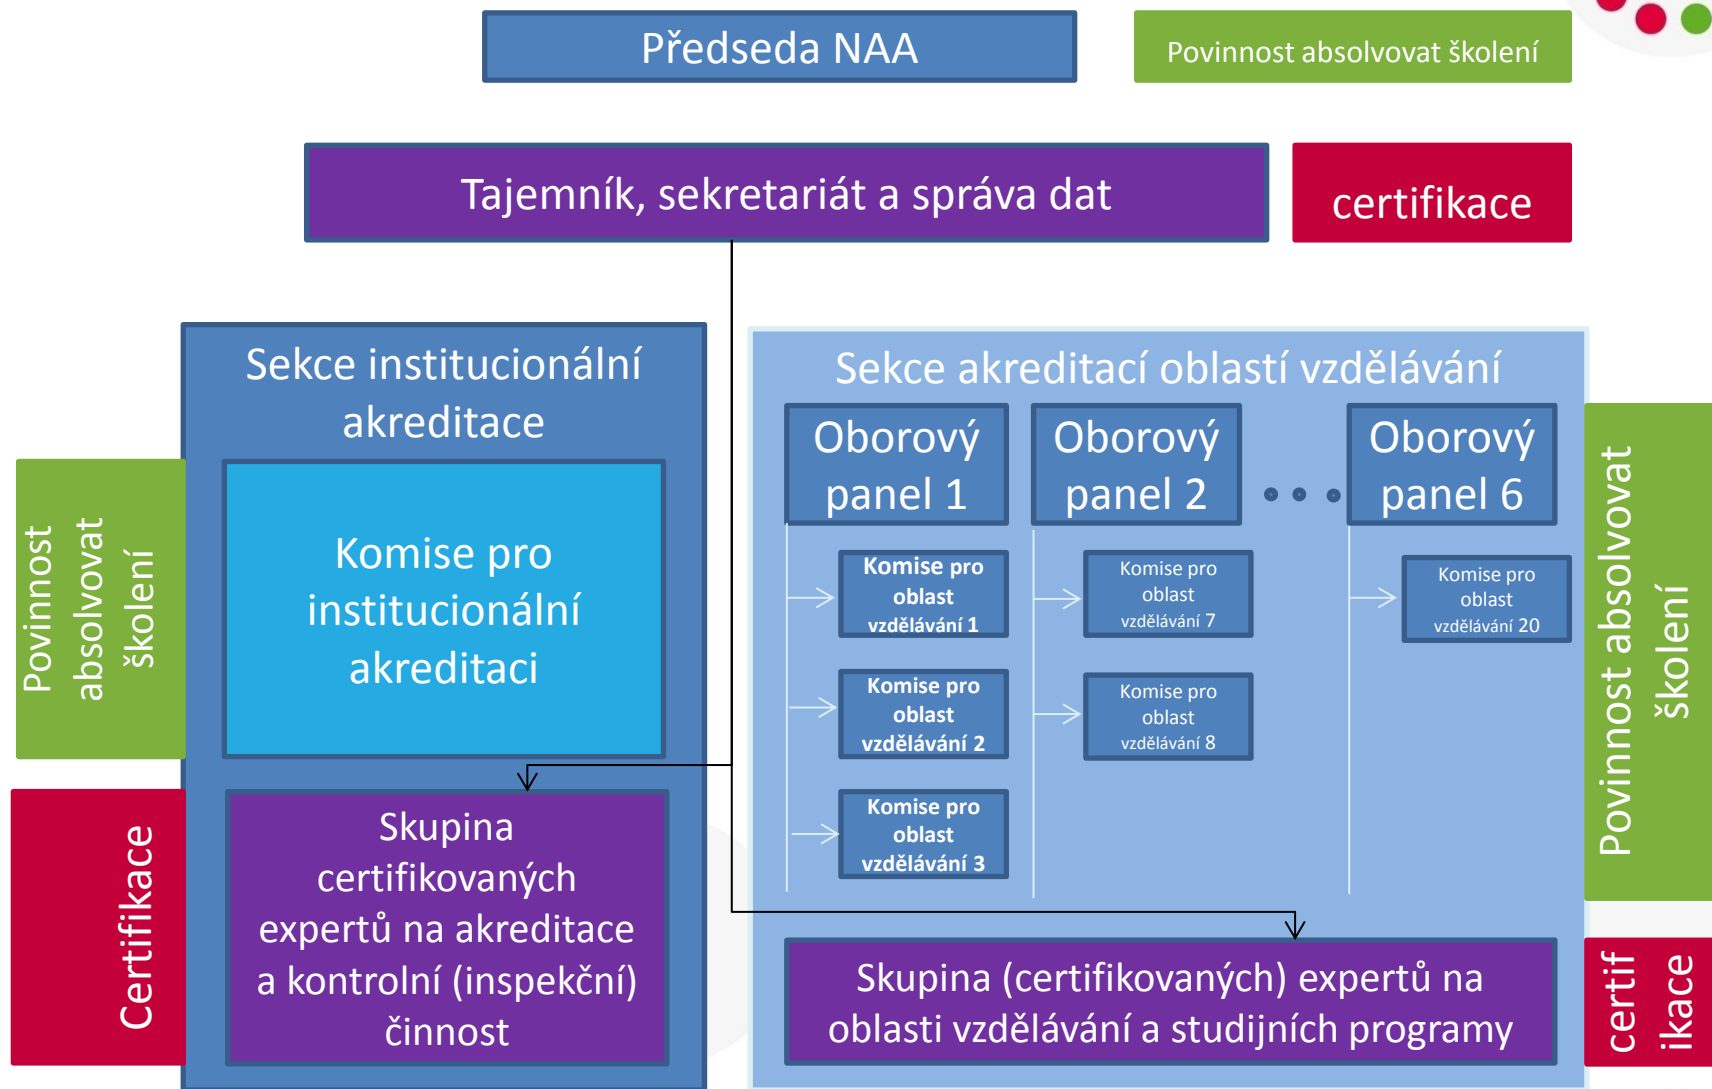 Předseda NAA
Povinnost absolvovat školení
Tajemník, sekretariát a správa dat
certifikace
Sekce institucionální
akreditace
Povinnost
absolvovat
školení
Komise pro
institucionální
akreditaci
Certifikace
Skupina
certifikovaných
expertů na akreditace
a kontrolní (inspekční)
činnost
Sekce akreditací oblastí vzdělávání
Oborový
panel 1
Komise pro
oblast
vzdělávání 1
Komise pro
oblast
vzdělávání 2
Komise pro
oblast
vzdělávání 3
Oborový
panel 2
Komise pro
oblast
vzdělávání 7
Komise pro
oblast
vzdělávání 8
Oborový
panel 6
Komise pro
oblast
vzdělávání 20
Povinnost absolvovat
školení
Skupina (certifikovaných) expertů na
oblasti vzdělávání a studijních programy
certif
ikace